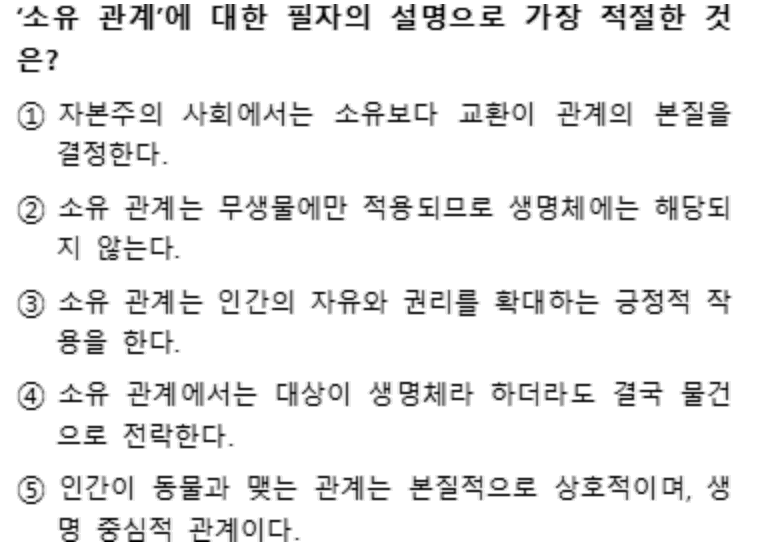 ‘소유 관계’에 대한 필자의 설명으로 가장 적절한 것
은?
① 자본주의 사회에서는 소유보다 교환이 관계의 본질을
결정한다.
② 소유 관계는 무생물에만 적용되므로 생명체에는 해당되
지 않는다.
③ 소유 관계는 인간의 자유와 권리를 확대하는 긍정적 작
용을 한다.
④ 소유 관계에서는 대상이 생명체라 하더라도 결국 물건
으로 전락한다.
⑤ 인간이 동물과 맺는 관계는 본질적으로 상호적이며, 생
명 중심적 관계이다.